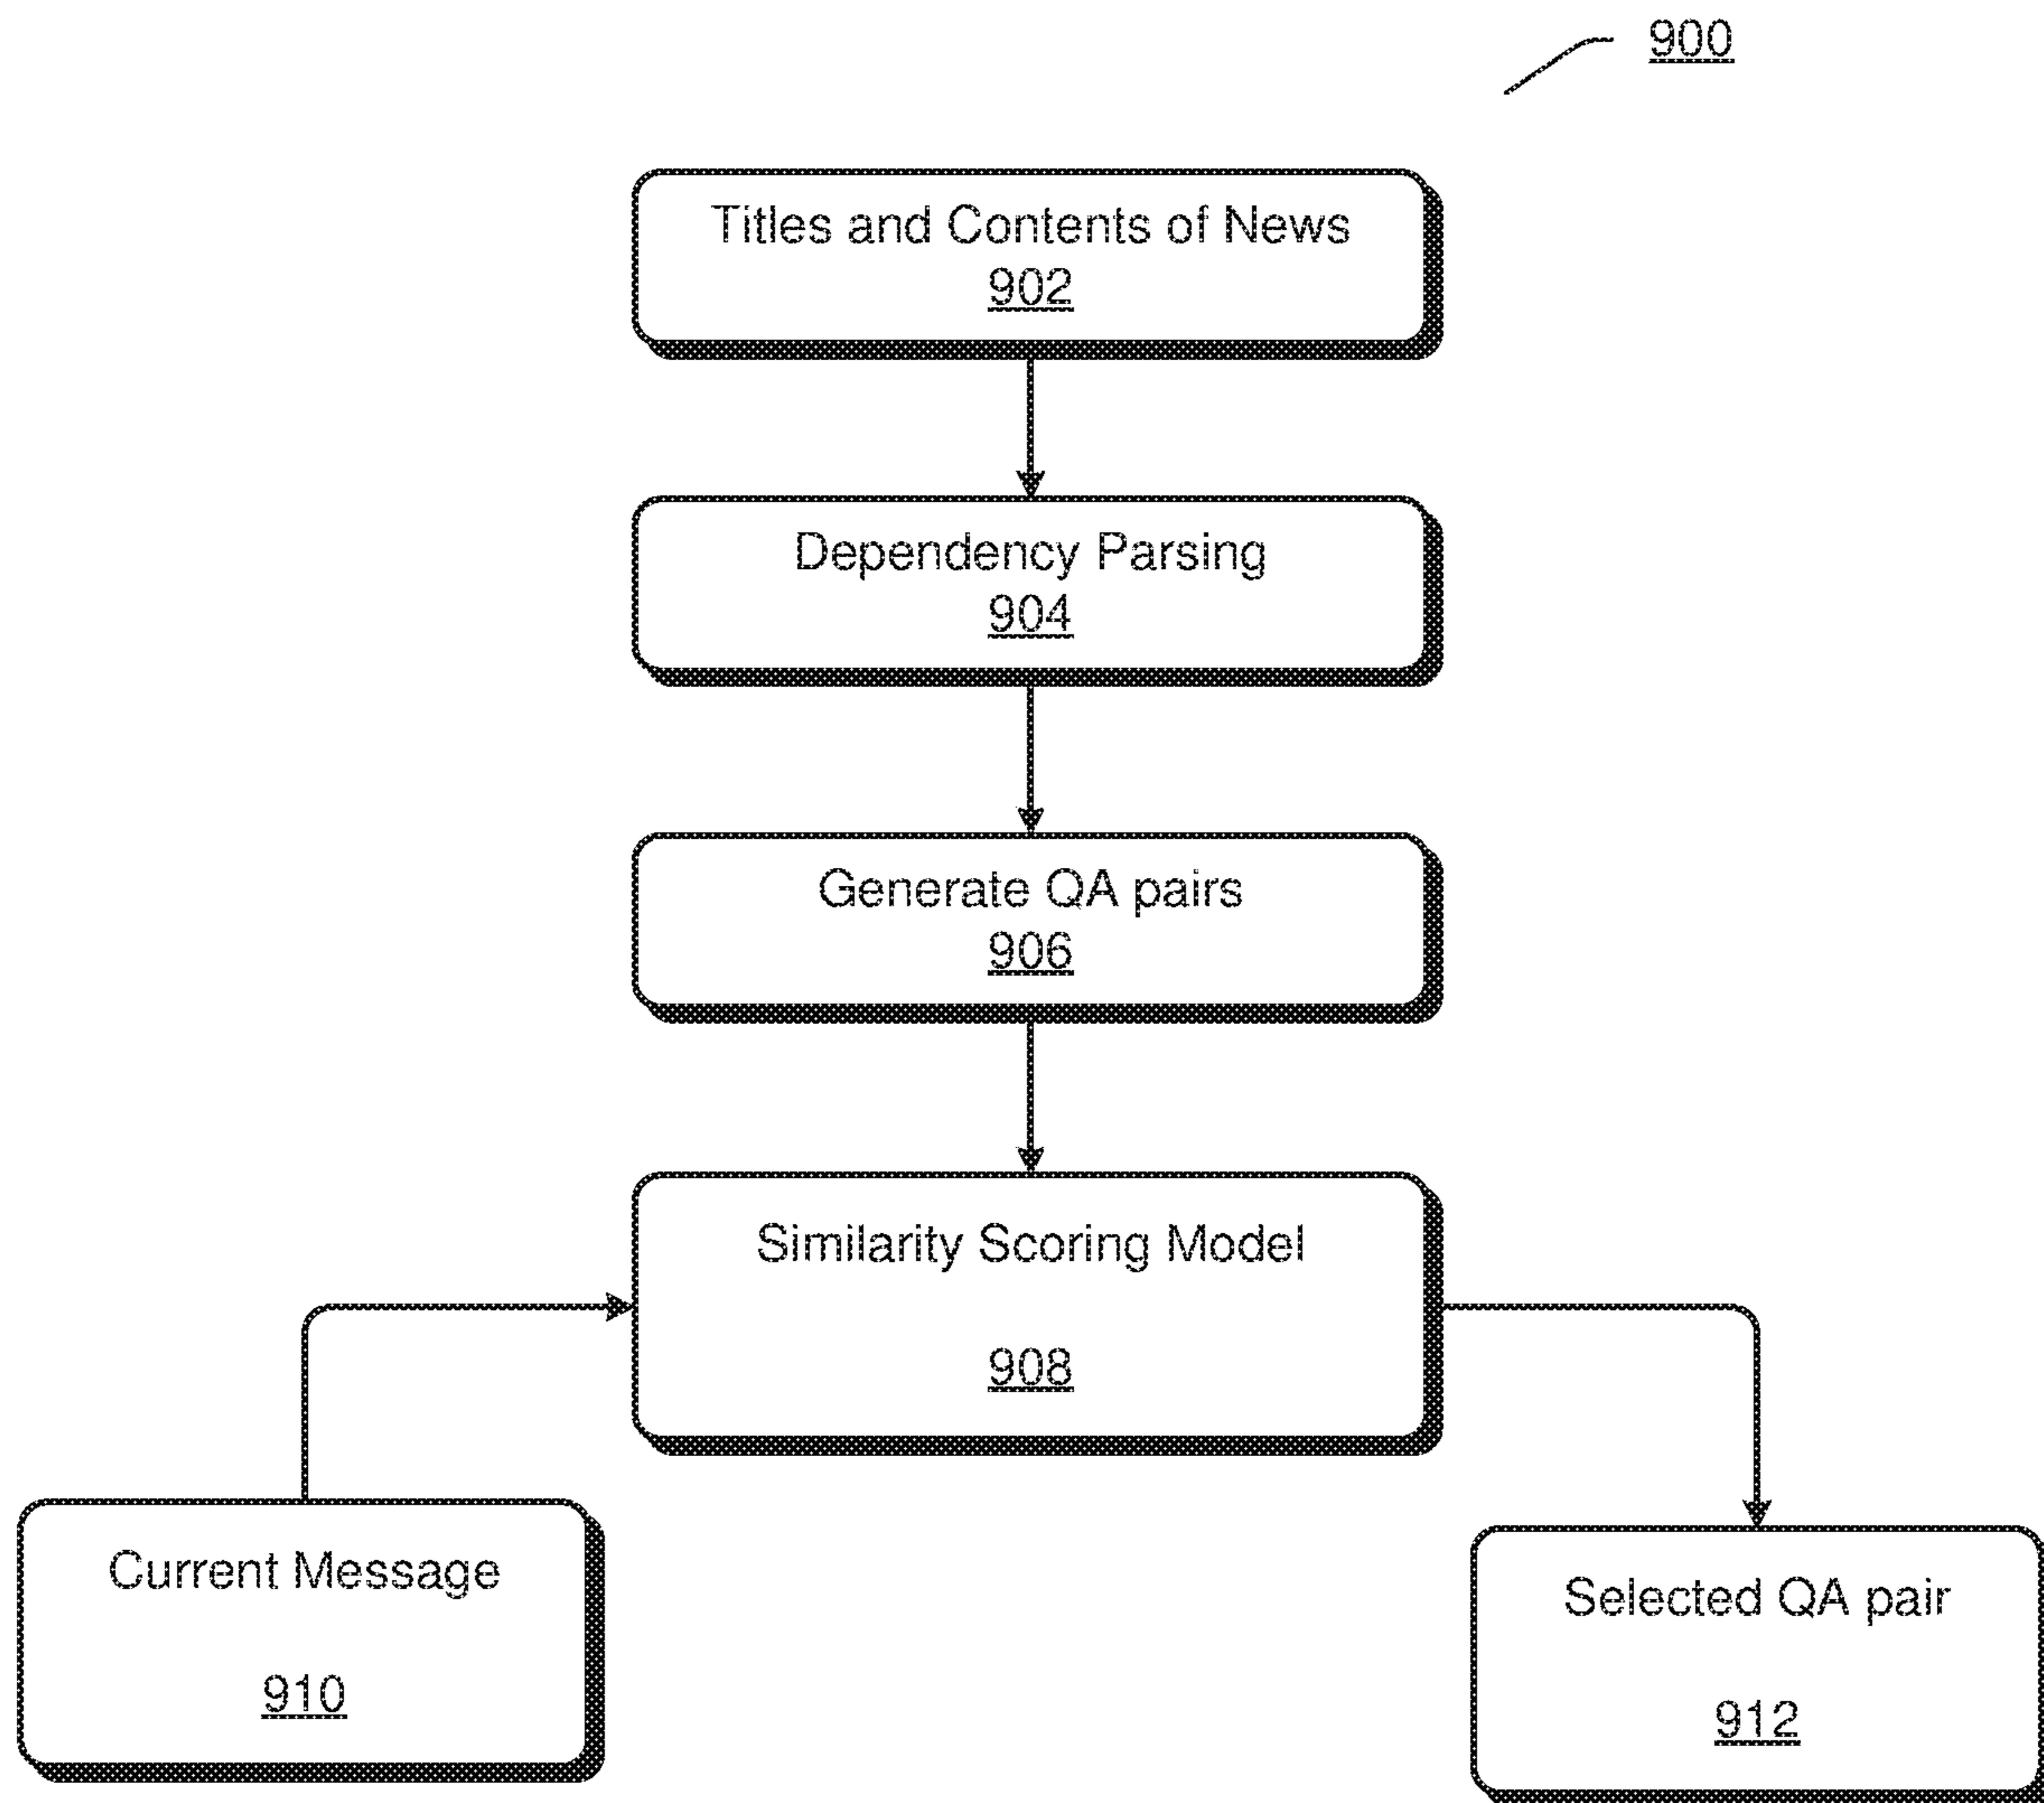 900
Titles and Contents of News
902
Dependency Parsing
904
Generate QA pairs
906
Similarity Scoring Model
908
Current Message
910
Selected QA pair
912